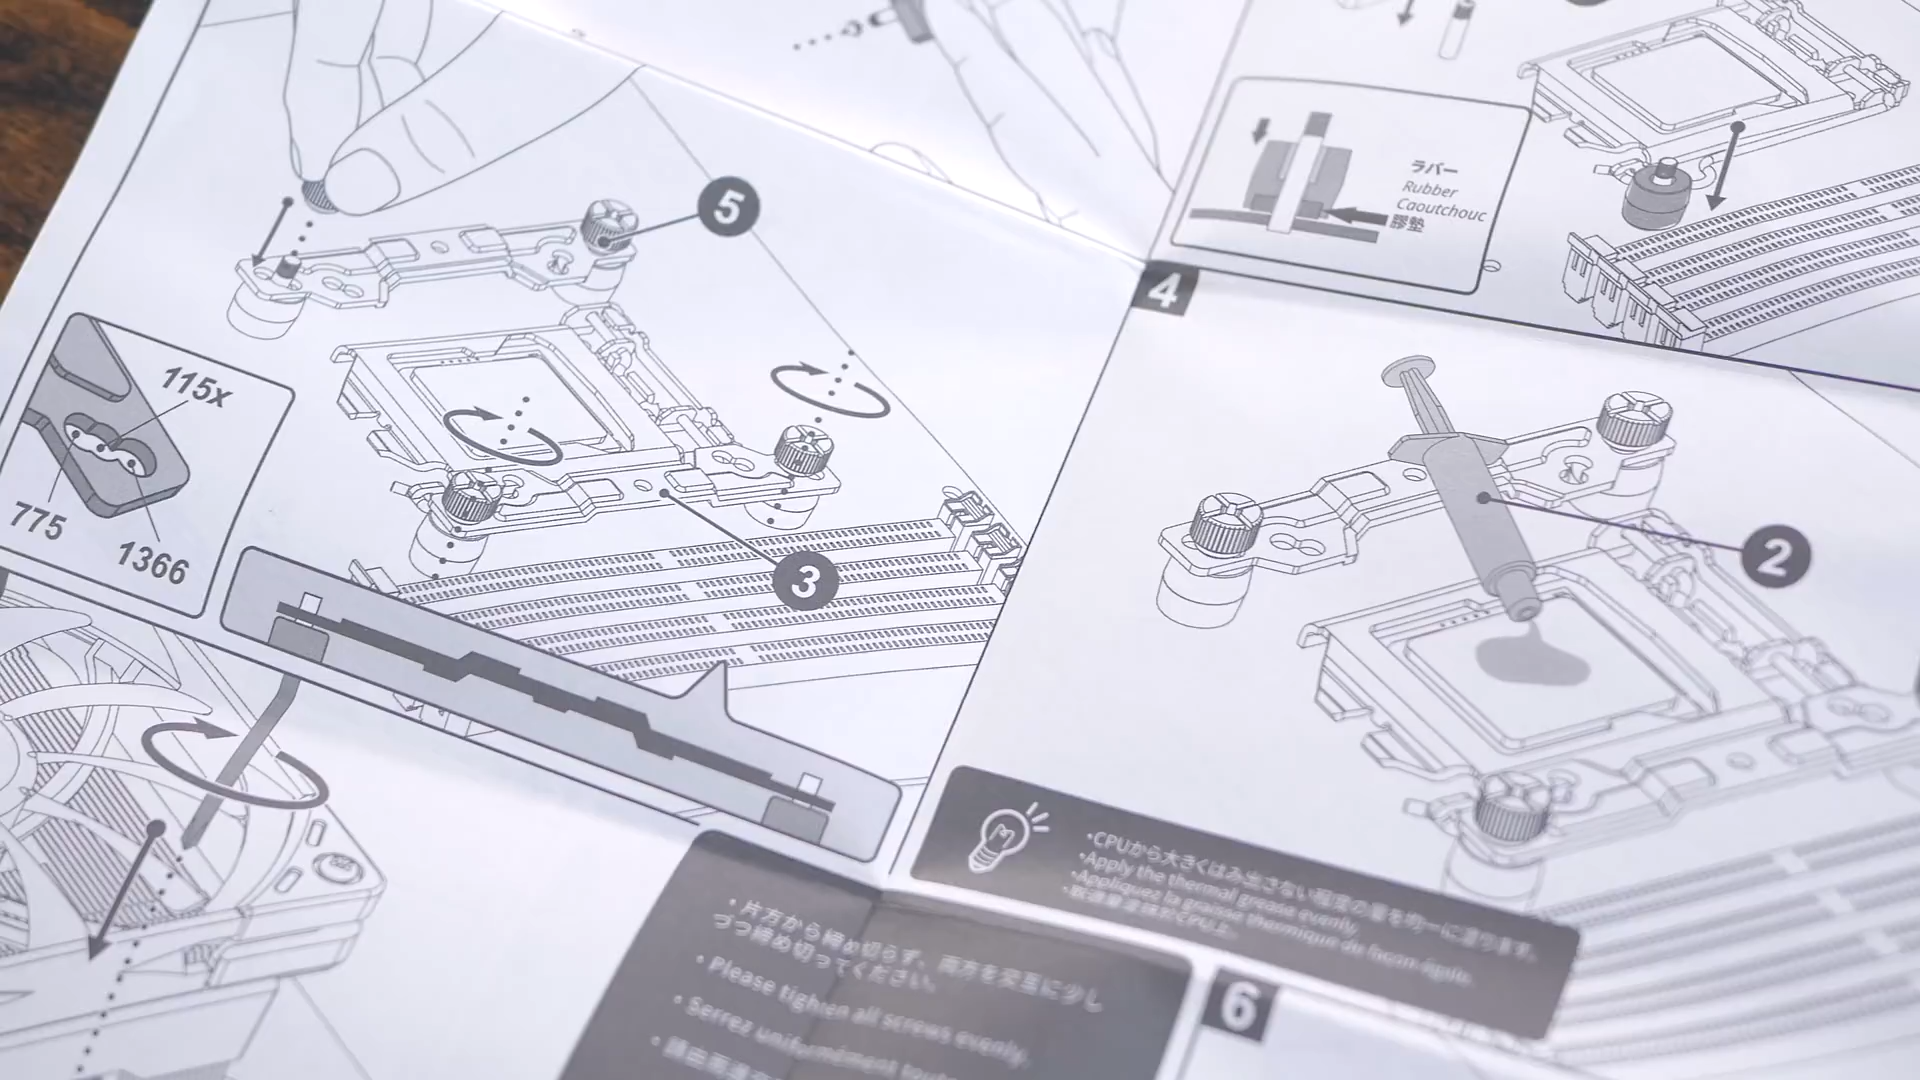 ラバー
Rubber
Caoutchouc
膠墊
5
115x
775
1366
3
4
2
・CPUから大きくはみ出さない程度の量を均一に塗ります。
・Apply the thermal grease evenly.
・Appliquez la graisse thermique du façon égale.
・片方から締め切らず、両方を交互に少し
づつ締め切ってください。
・Please tighten all screws evenly.
・Serrez uniformément
6